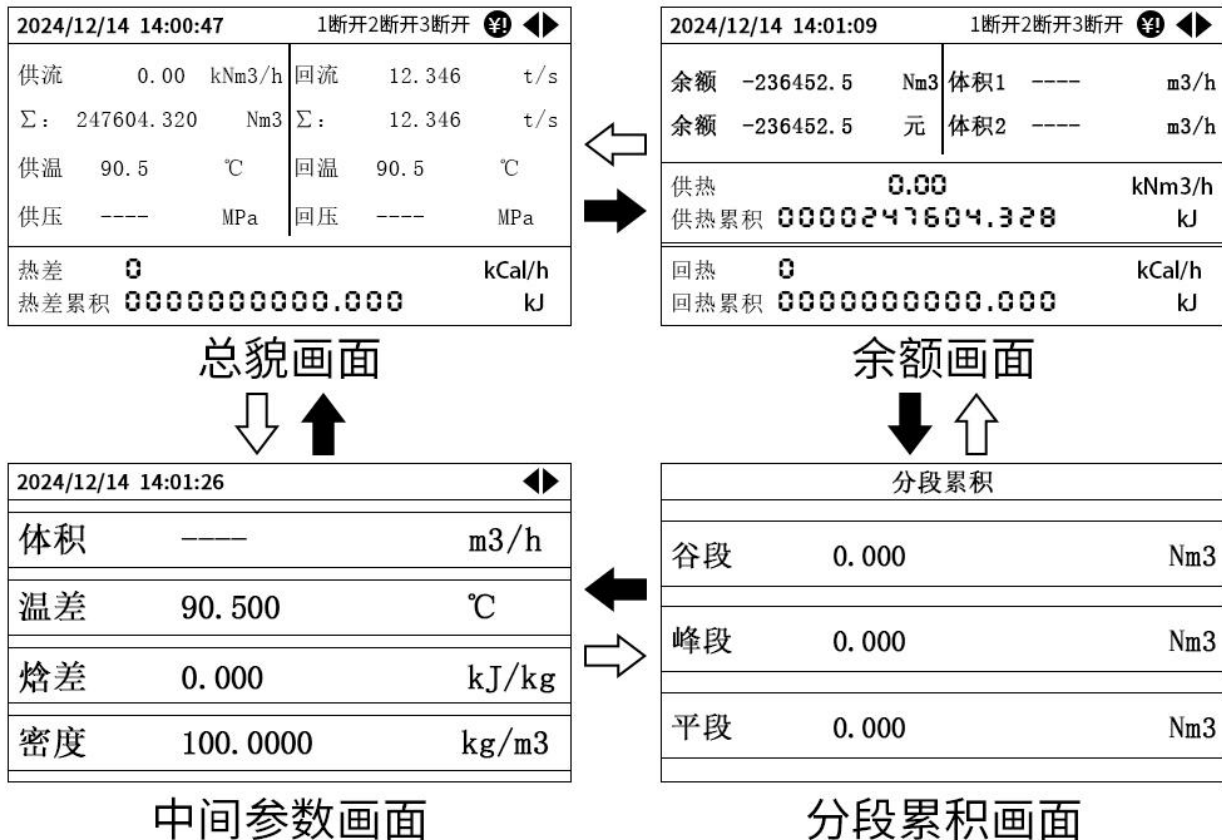 2024/12/14 14:00:47 1断开2断开3断开 ¥!
供流 0.00 kNm3/h 回流 12.346 t/s
Σ: 247604.320 Nm3 Σ: 12.346 t/s
供温 90.5 ℃ 回温 90.5 ℃
供压 ---- MPa 回压 ---- MPa
热差 0 kCal/h
热差累积 0000000000.000 kJ
总貌画面
2024/12/14 14:01:09 1断开2断开3断开 ¥!
余额 -236452.5 Nm3 体积1 ---- m3/h
余额 -236452.5 元 体积2 ---- m3/h
供热 0.00 kNm3/h
供热累积 0000247604.328 kJ
回热 0 kCal/h
回热累积 0000000000.000 kJ
余额画面
2024/12/14 14:01:26
体积 ---- m3/h
温差 90.500 ℃
焓差 0.000 kJ/kg
密度 100.0000 kg/m3
中间参数画面
分段累积
谷段 0.000 Nm3
峰段 0.000 Nm3
平段 0.000 Nm3
分段累积画面